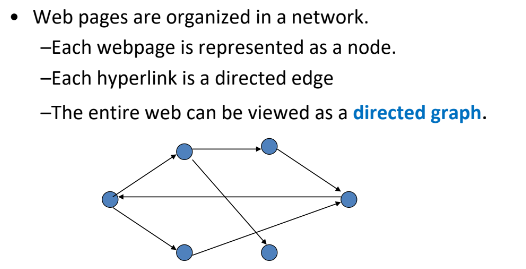 • Web pages are organized in a network.
–Each webpage is represented as a node.
–Each hyperlink is a directed edge
–The entire web can be viewed as a directed graph.